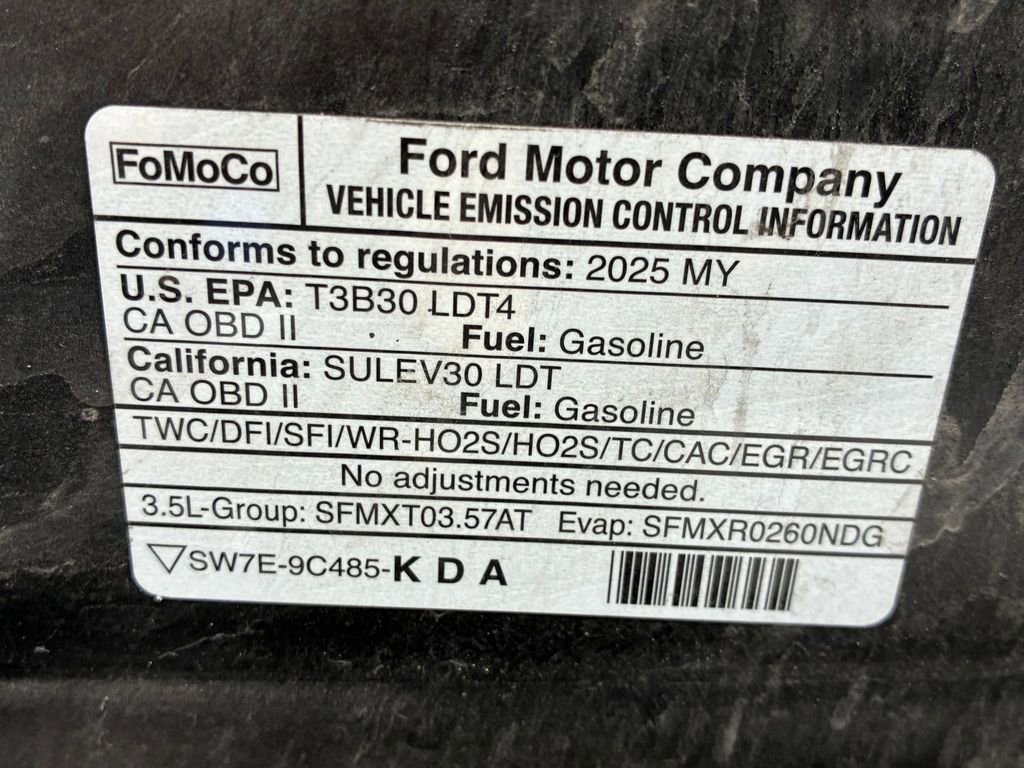 FoMoCo
Ford Motor Company
VEHICLE EMISSION CONTROL INFORMATION
Conforms to regulations: 2025 MY
U.S. EPA: T3B30 LDT4
CA OBD II Fuel: Gasoline
California: SULEV30 LDT
CA OBD II Fuel: Gasoline
TWC/DFI/SFI/WR-HO2S/HO2S/TC/CAC/EGR/EGRC
No adjustments needed.
3.5L-Group: SFMXT03.57AT Evap: SFMXR0260NDG
SW7E-9C485-K D A